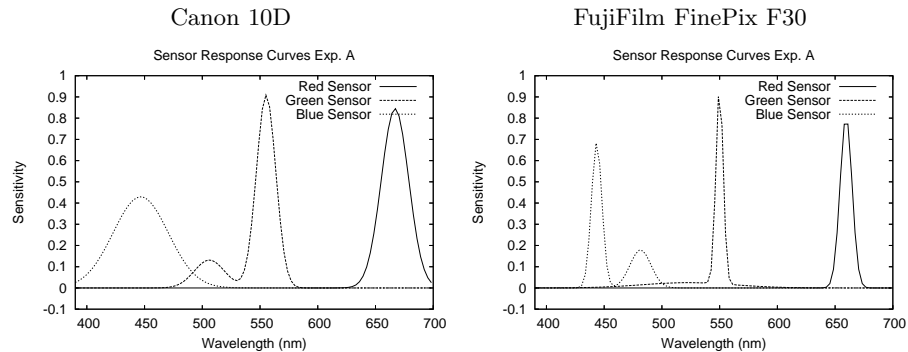 Canon 10D
Sensor Response Curves Exp. A
Red Sensor
Green Sensor
Blue Sensor
1
0.9
0.8
0.7
0.6
0.5
0.4
0.3
0.2
0.1
0
-0.1
Sensitivity
400 450 500 550 600 650 700
Wavelength (nm)
FujiFilm FinePix F30
Sensor Response Curves Exp. A
Red Sensor
Green Sensor
Blue Sensor
1
0.9
0.8
0.7
0.6
0.5
0.4
0.3
0.2
0.1
0
-0.1
Sensitivity
400 450 500 550 600 650 700
Wavelength (nm)